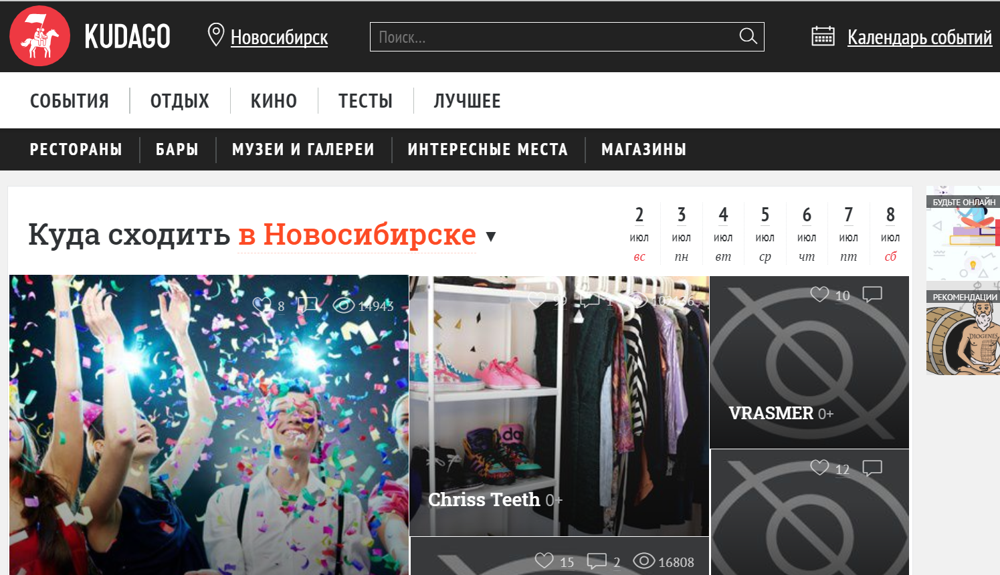 KUDAGO
Новосибирск
Поиск...
Календарь событий
СОБЫТИЯ
ОТДЫХ
КИНО
ТЕСТЫ
ЛУЧШЕЕ
РЕСТОРАНЫ
БАРЫ
МУЗЕИ И ГАЛЕРЕИ
ИНТЕРЕСНЫЕ МЕСТА
МАГАЗИНЫ
Куда сходить в Новосибирске ▼
2 3 4 5 6 7 8
июл июл июл июл июл июл июл
вс пн вт ср чт пт сб
БУДЬТЕ ОНЛАЙН
РЕКОМЕНДАЦИИ
DIOGENES
8 14943
99 1
10
VRASMER 0+
12
Chriss Teeth 0+
15 2 16808